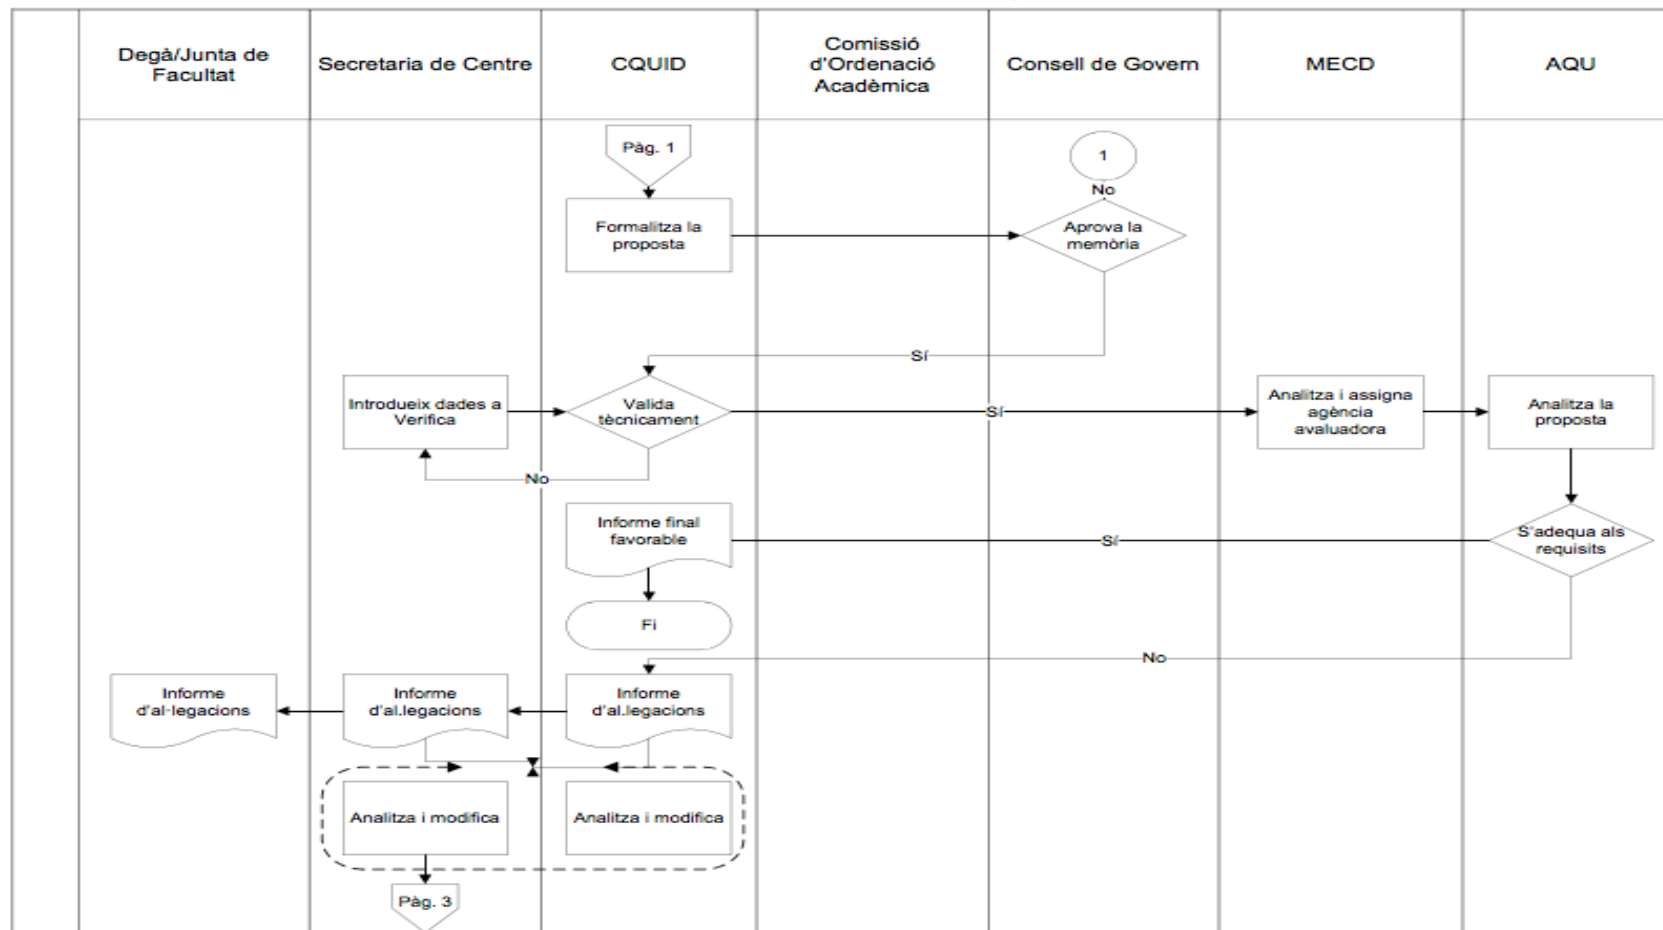 Degà/Junta de
Facultat
Secretaria de Centre
CQUID
Comissió
d'Ordenació
Acadèmica
Consell de Govern
MECD
AQU
Pàg. 1
1
No
Formalitza la
proposta
Aprova la
memòria
Sí
Introdueix dades a
Verifica
Valida
tècnicament
Sí
Analitza i assigna
agència
avaluadora
Analitza la
proposta
No
Informe final
favorable
Sí
S'adequa als
requisits
Fi
No
Informe
d'al·legacions
Informe
d'al.legacions
Informe
d'al.legacions
Analitza i modifica
Analitza i modifica
Pàg. 3